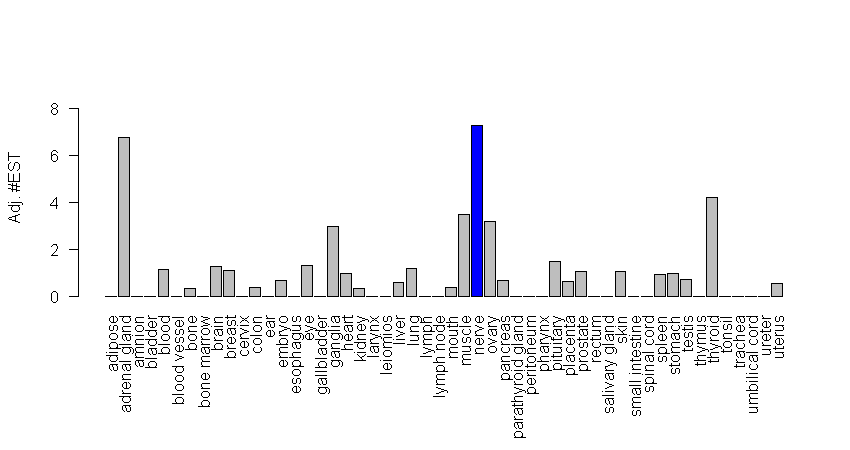 Adj. #EST
8
6
4
2
0
adipose
adrenal gland
amnion
bladder
blood
blood vessel
bone
bone marrow
brain
breast
cervix
colon
ear
embryo
esophagus
eye
gallbladder
ganglia
heart
kidney
larynx
leiomios
liver
lung
lymph
lymph node
mouth
muscle
nerve
ovary
pancreas
parathyroid gland
peritoneum
pharynx
pituitary
placenta
prostate
rectum
salivary gland
skin
small intestine
spinal cord
spleen
stomach
testis
thymus
thyroid
tonsil
trachea
umbilical cord
ureter
uterus